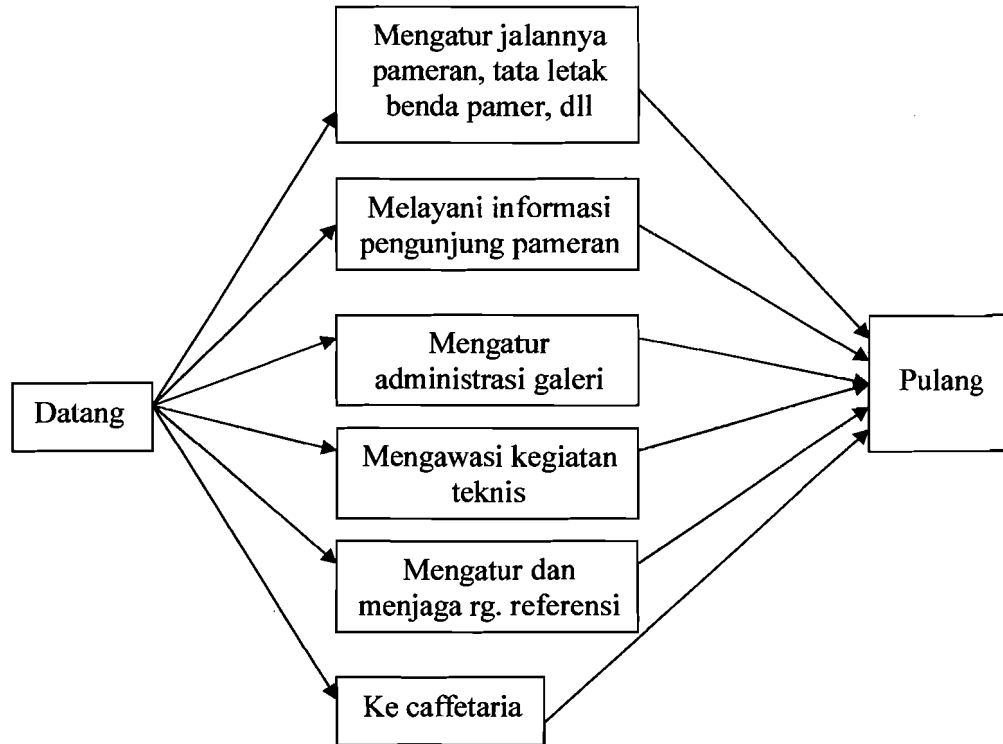 Mengatur jalannya
pameran, tata letak
benda pamer, dll
Melayani informasi
pengunjung pameran
Mengatur
administrasi galeri
Datang
Pulang
Mengawasi kegiatan
teknis
Mengatur dan
menjaga rg. referensi
Ke caffetaria